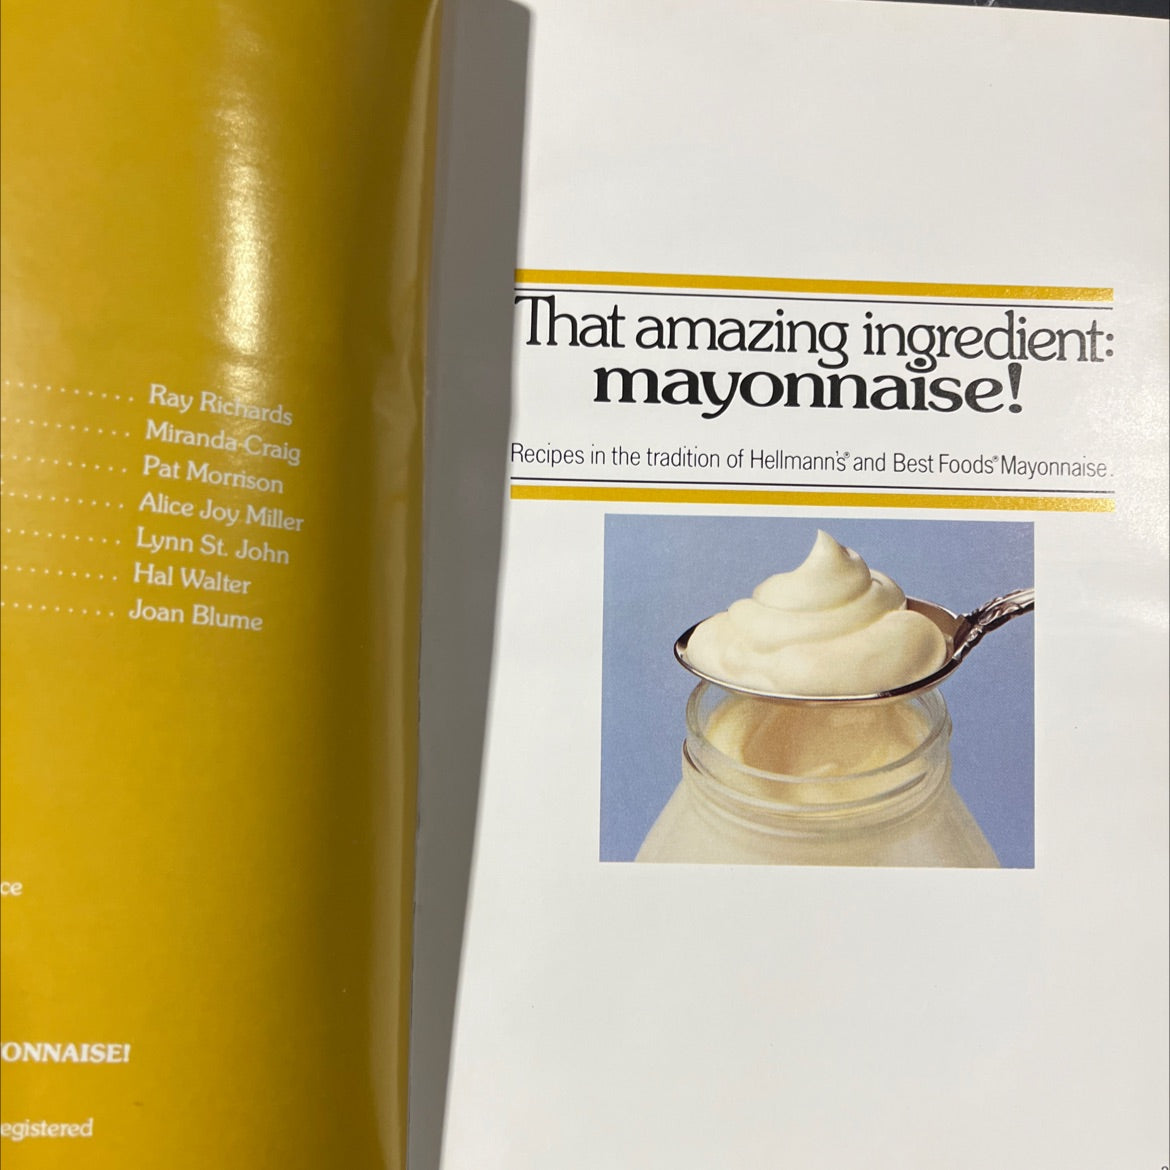 Ray Richards
Miranda-Craig
Pat Morrison
Alice Joy Miller
Lynn St. John
Hal Walter
Joan Blume
ce
ONNAISE!
egistered
That amazing ingredient:
mayonnaise!
Recipes in the tradition of Hellmann's® and Best Foods® Mayonnaise.